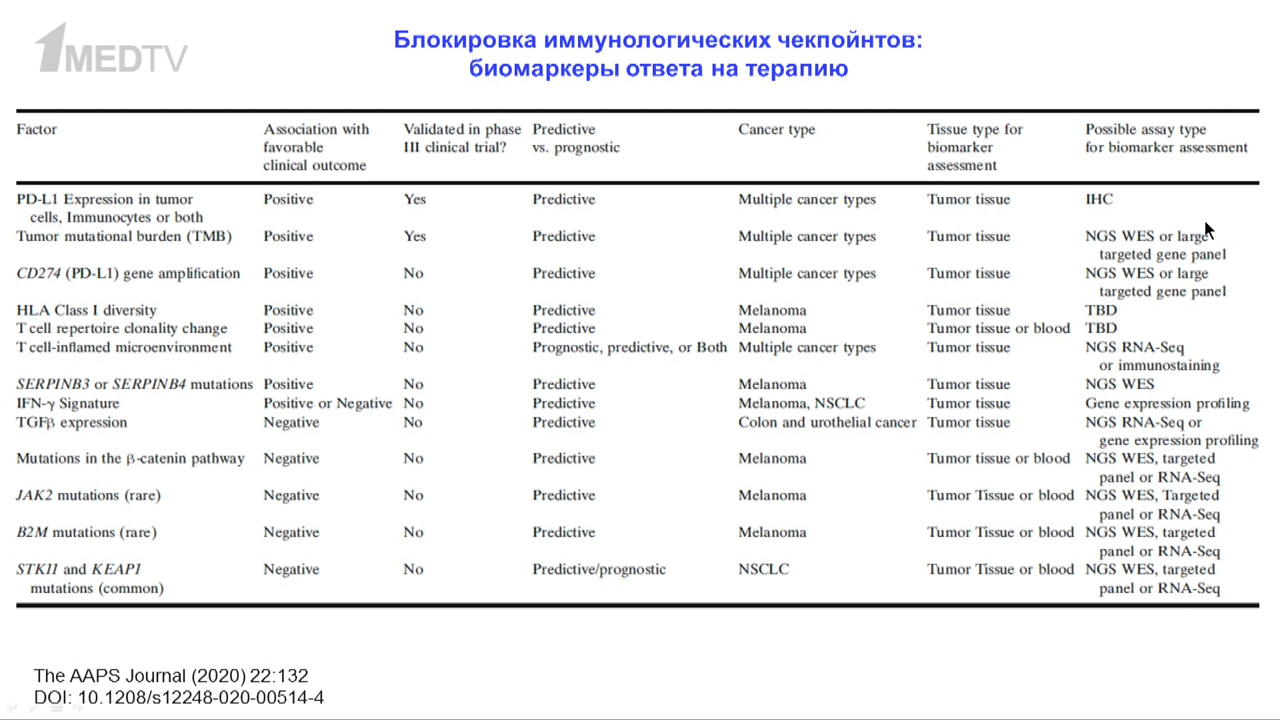 1MEDTV
Блокировка иммунологических чекпойнтов:
биомаркеры ответа на терапию
Factor Association with Validated in phase Predictive Cancer type Tissue type for Possible assay type
favorable III clinical trial? vs. prognostic biomarker for biomarker assessment
clinical outcome assessment
PD-L1 Expression in tumor Positive Yes Predictive Multiple cancer types Tumor tissue IHC
cells, Immunocytes or both
Tumor mutational burden (TMB) Positive Yes Predictive Multiple cancer types Tumor tissue NGS WES or large
targeted gene panel
CD274 (PD-L1) gene amplification Positive No Predictive Multiple cancer types Tumor tissue NGS WES or large
targeted gene panel
HLA Class I diversity Positive No Predictive Melanoma Tumor tissue TBD
T cell repertoire clonality change Positive No Predictive Melanoma Tumor tissue or blood TBD
T cell-inflamed microenvironment Positive No Prognostic, predictive, or Both Multiple cancer types Tumor tissue NGS RNA-Seq
or immunostaining
SERPINB3 or SERPINB4 mutations Positive No Predictive Melanoma Tumor tissue NGS WES
IFN-γ Signature Positive or Negative No Predictive Melanoma, NSCLC Tumor tissue Gene expression profiling
TGFβ expression Negative No Predictive Colon and urothelial cancer Tumor tissue NGS RNA-Seq or
gene expression profiling
Mutations in the β-catenin pathway Negative No Predictive Melanoma Tumor tissue or blood NGS WES, targeted
panel or RNA-Seq
JAK2 mutations (rare) Negative No Predictive Melanoma Tumor Tissue or blood NGS WES, Targeted
panel or RNA-Seq
B2M mutations (rare) Negative No Predictive Melanoma Tumor Tissue or blood NGS WES, targeted
panel or RNA-Seq
STK11 and KEAP1 Negative No Predictive/prognostic NSCLC Tumor Tissue or blood NGS WES, targeted
mutations (common) panel or RNA-Seq
The AAPS Journal (2020) 22:132
DOI: 10.1208/s12248-020-00514-4